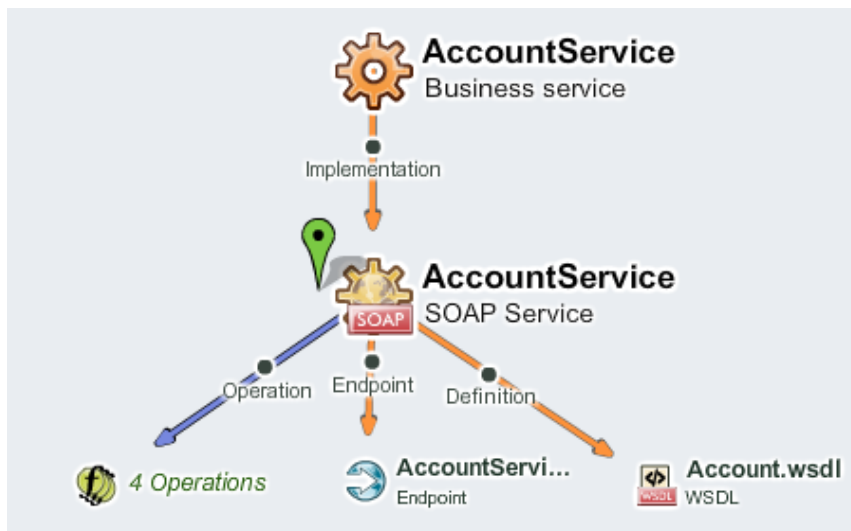 AccountService
Business service
Implementation
AccountService
SOAP Service
SOAP
Operation
Endpoint
Definition
f
4 Operations
AccountServi...
Endpoint
</>
WSDL
Account.wsdl
WSDL